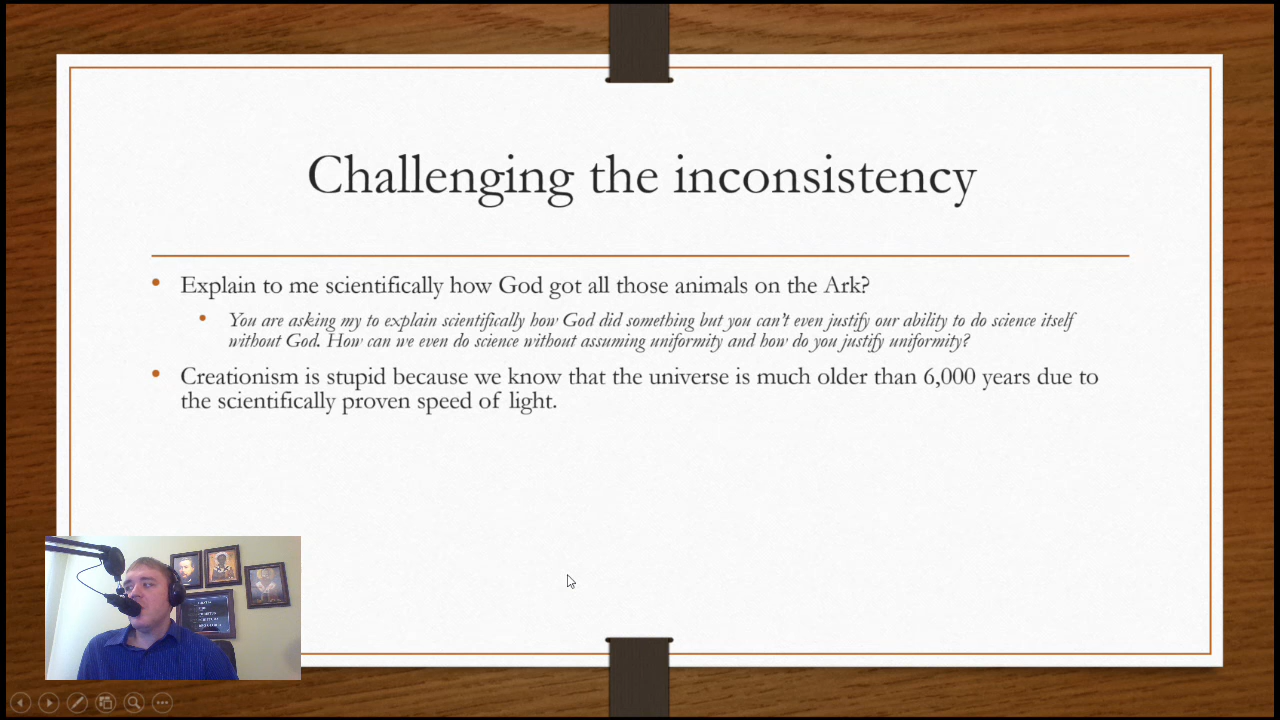 Challenging the inconsistency
Explain to me scientifically how God got all those animals on the Ark?
You are asking my to explain scientifically how God did something but you can't even justify our ability to do science itself
without God. How can we even do science without assuming uniformity and how do you justify uniformity?
Creationism is stupid because we know that the universe is much older than 6,000 years due to
the scientifically proven speed of light.